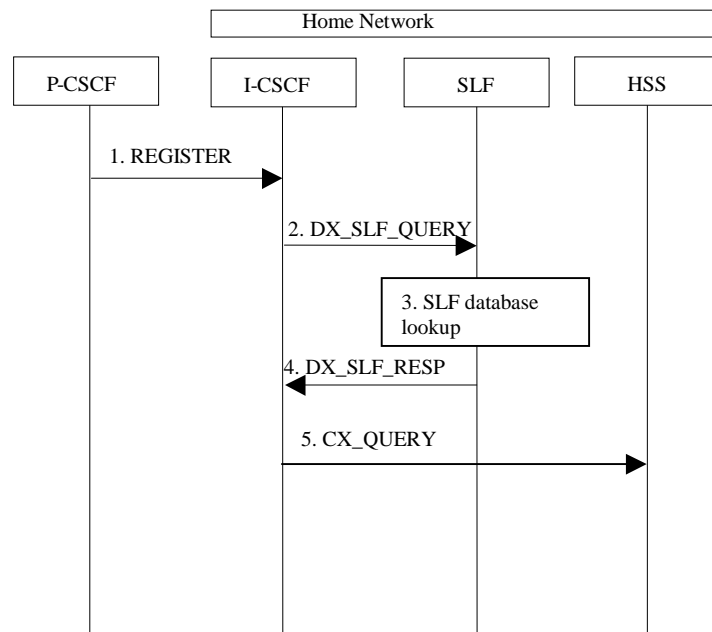 Home Network
P-CSCF
I-CSCF
SLF
HSS
1. REGISTER
2. DX_SLF_QUERY
3. SLF database
lookup
4. DX_SLF_RESP
5. CX_QUERY